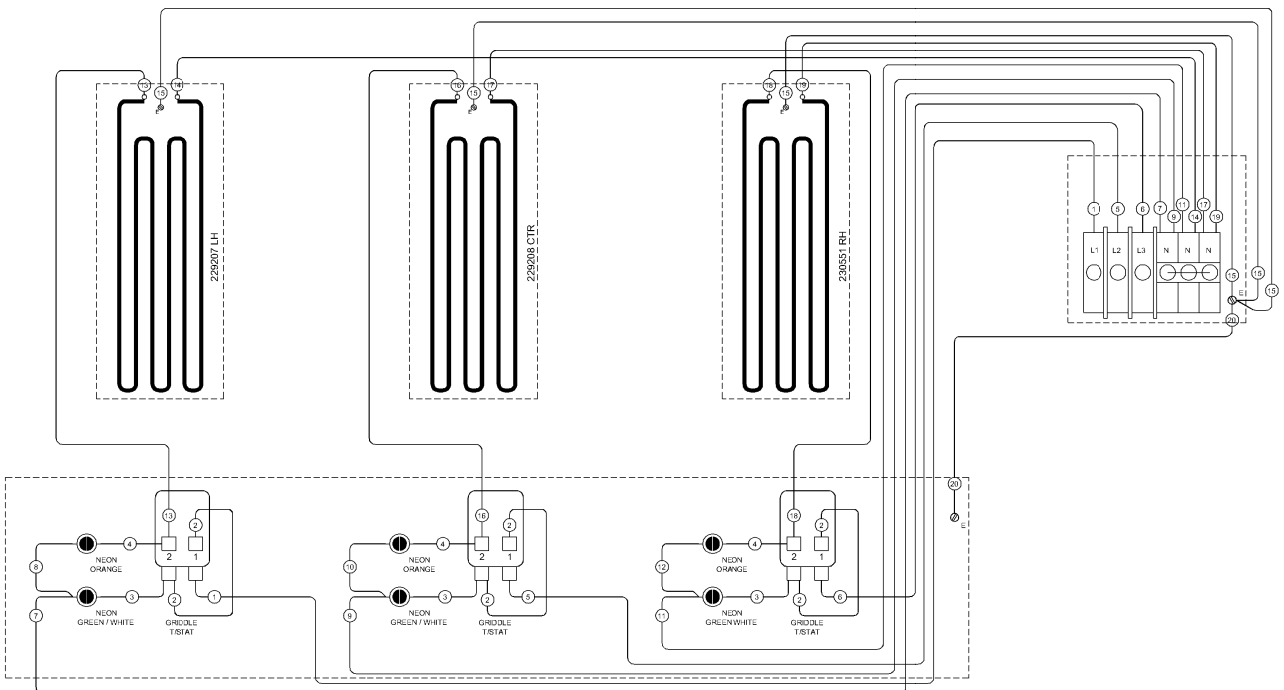 13
14
15
E
16
17
15
E
18
19
15
E
229207 LH
229208 CTR
230551 RH
1
5
6
7
9
11
14
17
19
L1
L2
L3
N
N
N
15
15
15
E
20
20
E
13
2
2
1
4
NEON
ORANGE
8
3
NEON
GREEN / WHITE
7
2
1
GRIDDLE
T/STAT
16
2
2
1
4
NEON
ORANGE
10
3
NEON
GREEN / WHITE
9
2
5
GRIDDLE
T/STAT
18
2
2
1
4
NEON
ORANGE
12
3
NEON
GREEN WHITE
11
2
6
GRIDDLE
T/STAT